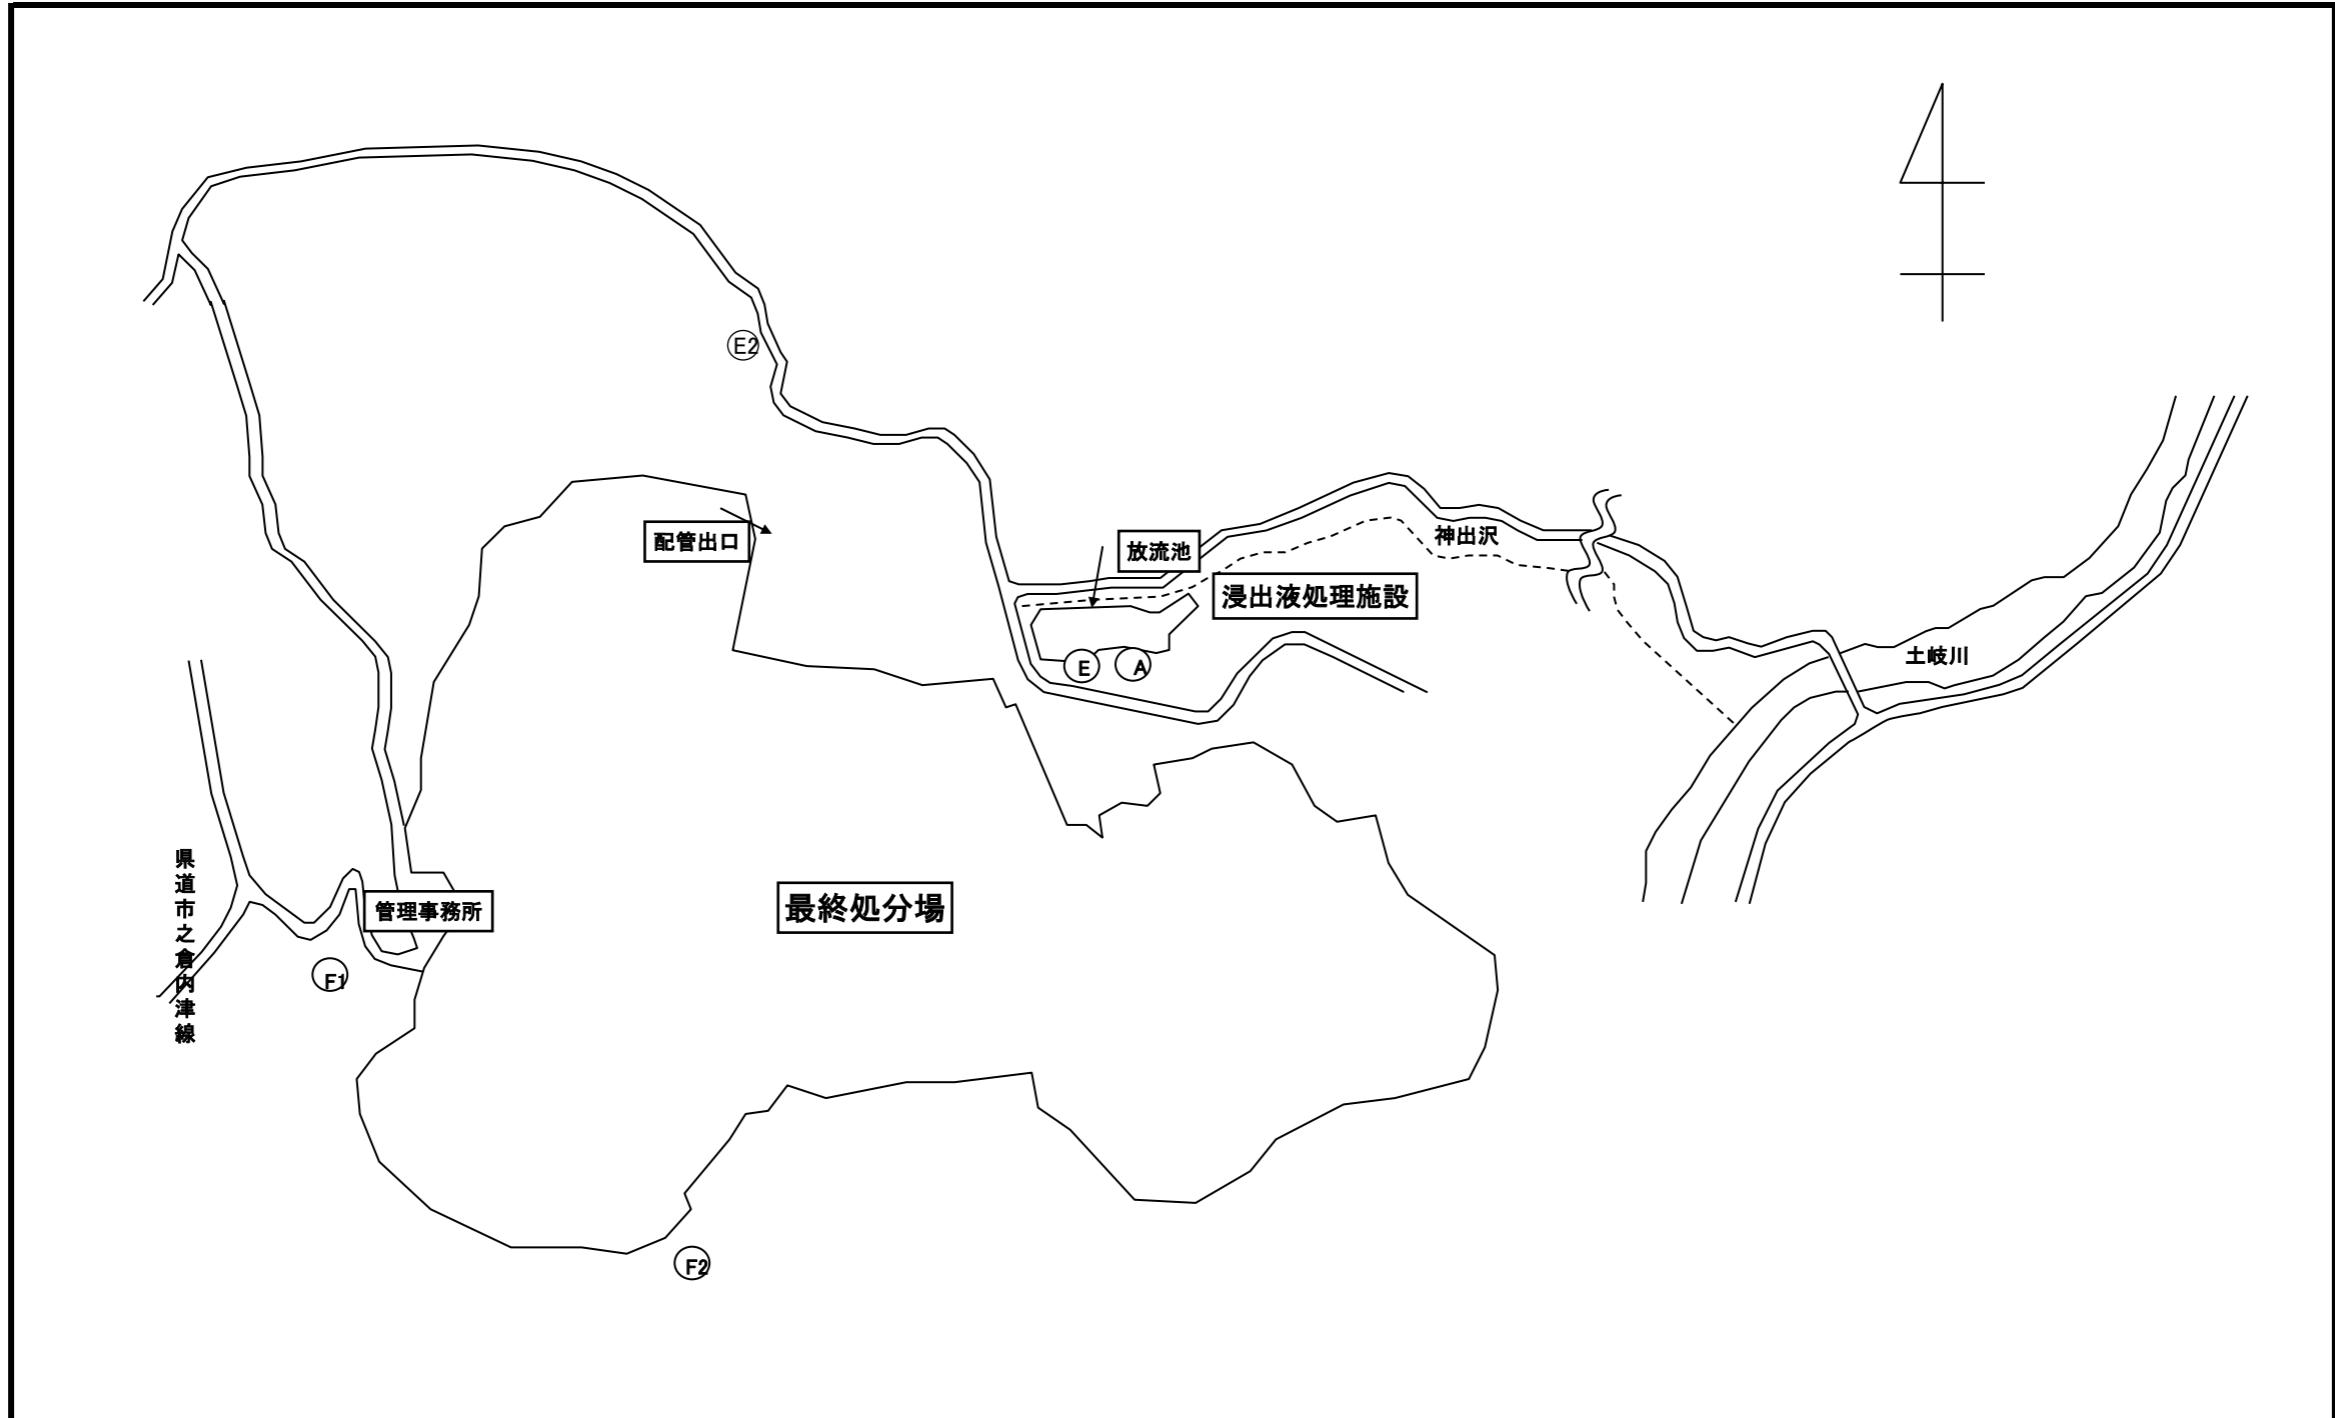 E2
配管出口
放流池
神出沢
浸出液処理施設
土岐川
E
A
県道市之倉内津線
管理事務所
最終処分場
F1
F2